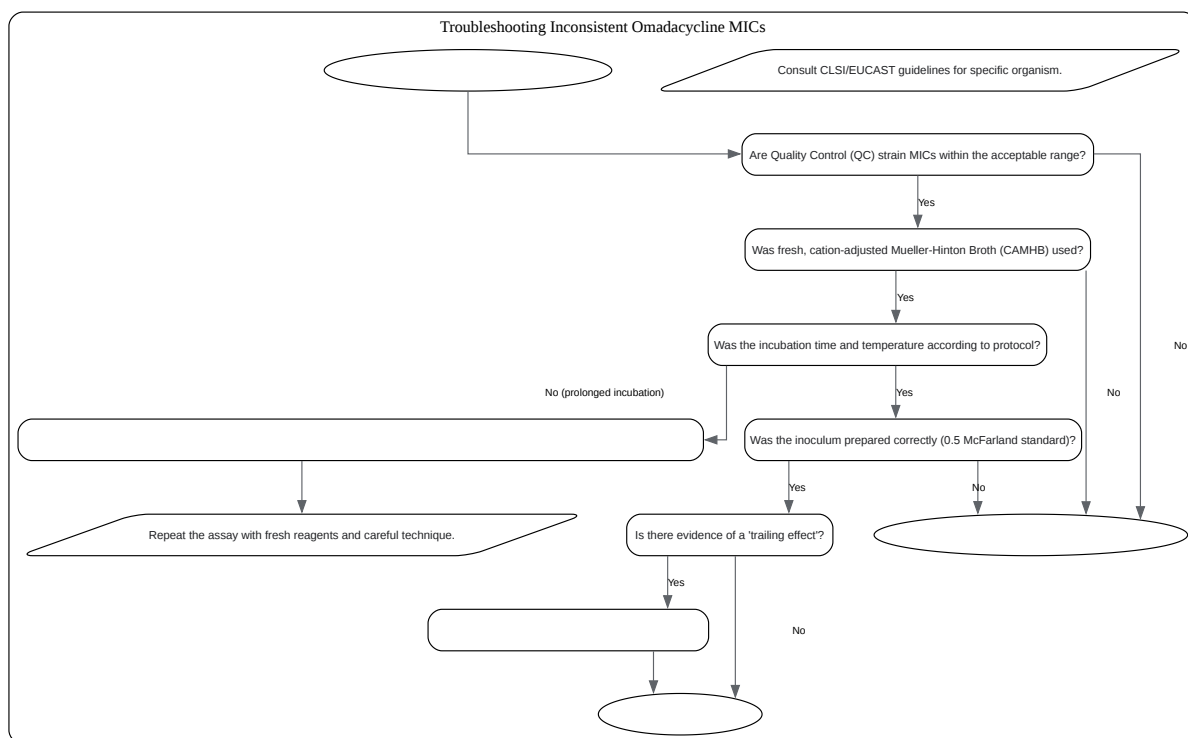 Troubleshooting Inconsistent Omadacycline MICs
Consult CLSI/EUCAST guidelines for specific organism.
Are Quality Control (QC) strain MICs within the acceptable range?
Yes
Was fresh, cation-adjusted Mueller-Hinton Broth (CAMHB) used?
Yes
Was the incubation time and temperature according to protocol?
No
No (prolonged incubation)
Yes
No
Was the inoculum prepared correctly (0.5 McFarland standard)?
Yes
No
Repeat the assay with fresh reagents and careful technique.
Is there evidence of a 'trailing effect'?
Yes
No